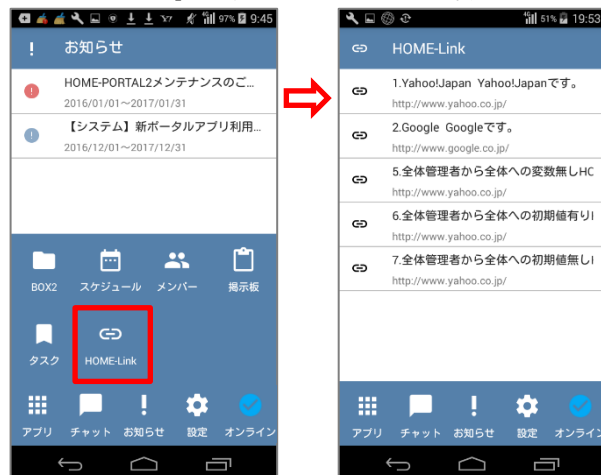 97% 9:45
! お知らせ
HOME-PORTAL2メンテナンスのご...
2016/01/01～2017/01/31
【システム】新ポータルアプリ利用...
2016/12/01～2017/12/31
BOX2 スケジュール メンバー 掲示板
タスク HOME-Link
アプリ チャット お知らせ 設定 オンライン
51% 19:53
HOME-Link
1.Yahoo!Japan Yahoo!Japanです。
http://www.yahoo.co.jp/
2.Google Googleです。
http://www.google.co.jp/
5.全体管理者から全体への変数無しHC
http://www.yahoo.co.jp/
6.全体管理者から全体への初期値有り
http://www.yahoo.co.jp/
7.全体管理者から全体への初期値無し
http://www.yahoo.co.jp/
アプリ チャット お知らせ 設定 オンライン